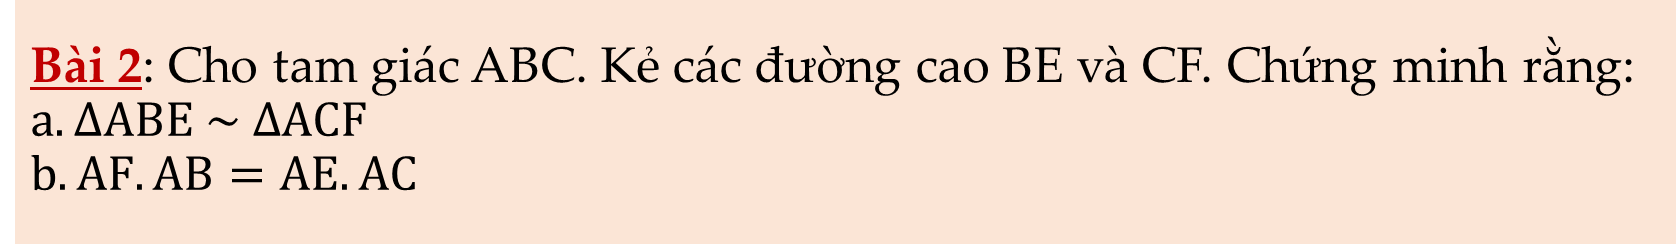 Bài 2: Cho tam giác ABC. Kẻ các đường cao BE và CF. Chứng minh rằng:
a. ΔABE ~ ΔACF
b. AF. AB = AE. AC